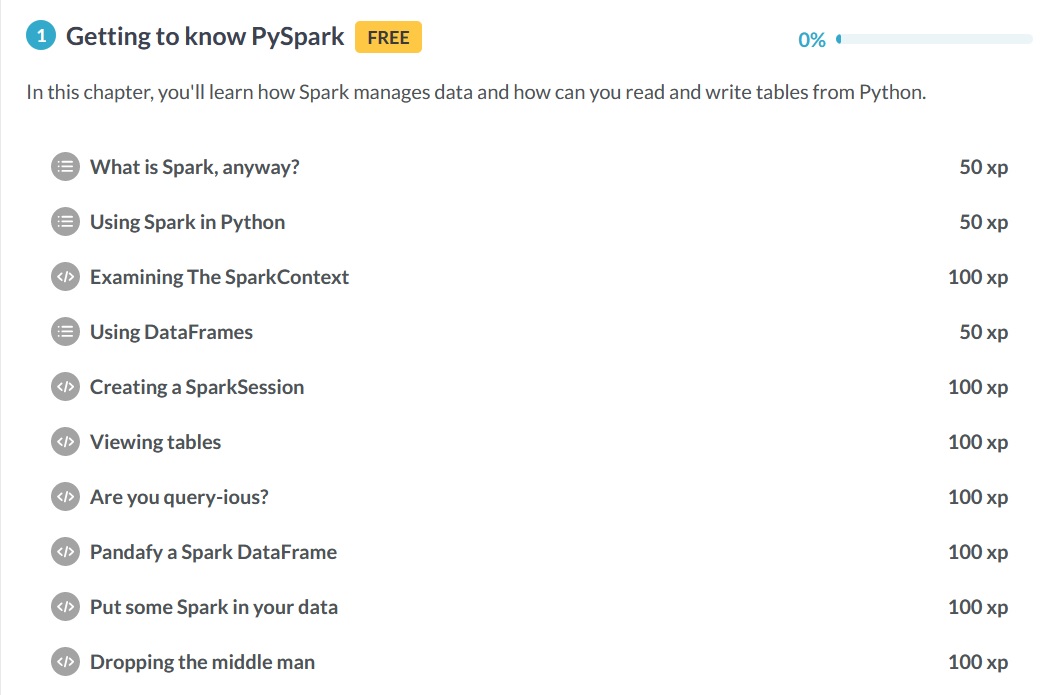 1 Getting to know PySpark FREE 0%
In this chapter, you'll learn how Spark manages data and how can you read and write tables from Python.
What is Spark, anyway? 50 xp
Using Spark in Python 50 xp
</> Examining The SparkContext 100 xp
Using DataFrames 50 xp
</> Creating a SparkSession 100 xp
</> Viewing tables 100 xp
</> Are you query-ious? 100 xp
</> Pandafy a Spark DataFrame 100 xp
</> Put some Spark in your data 100 xp
</> Dropping the middle man 100 xp